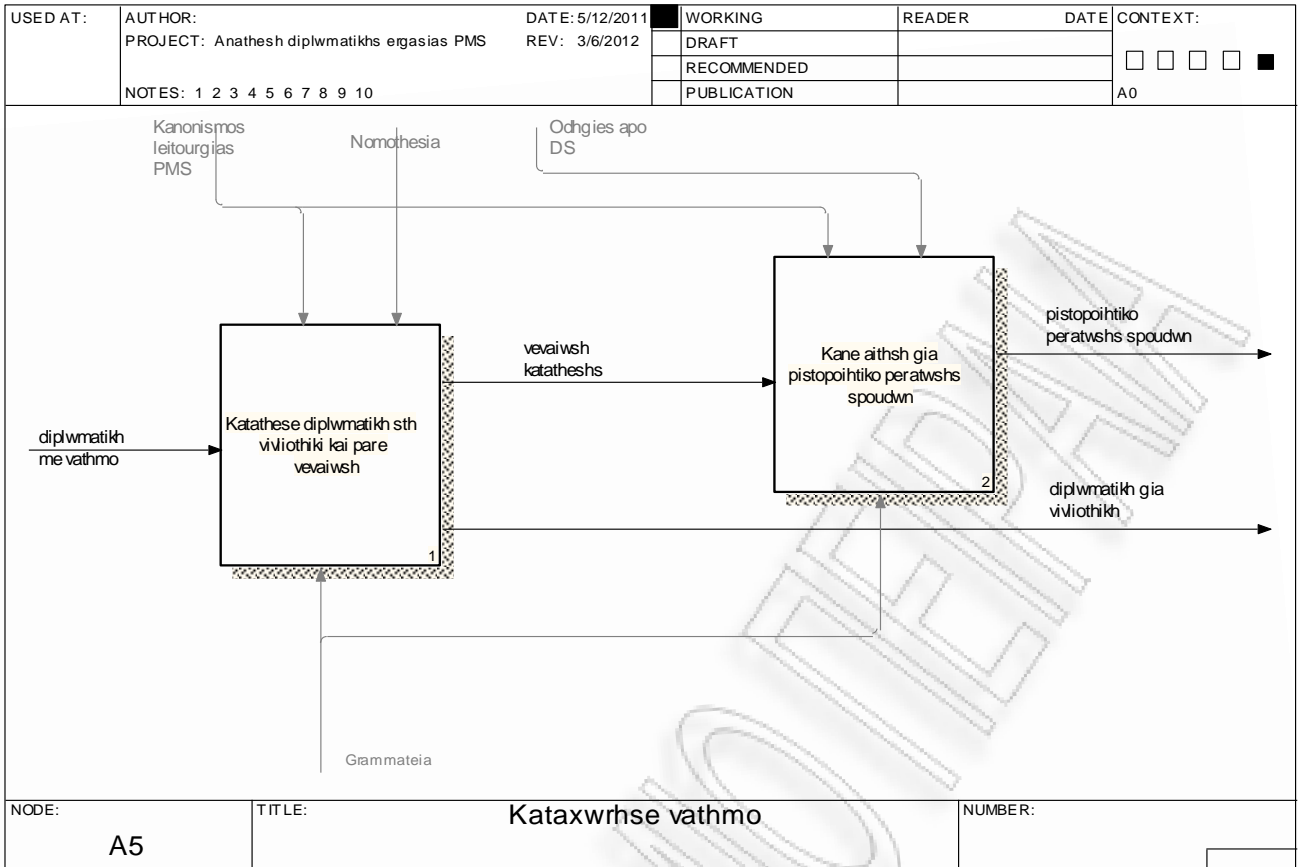 USED AT: AUTHOR: DATE: 5/12/2011 WORKING READER DATE CONTEXT:
PROJECT: Anathesh diplwmatikhs ergasias PMS REV: 3/6/2012 DRAFT
RECOMMENDED
NOTES: 1 2 3 4 5 6 7 8 9 10 PUBLICATION A0
Kanonismos
leitourgias
PMS
Nomothesia
Odhgies apo
DS
pistopoihtiko
peratwshs spoudwn
vevaiwsh
katatheshs
Kane aithsh gia
pistopoihtiko peratwshs
spoudwn
2
diplwmatikh
me vathmo
Katathese diplwmatikh sth
vivliothiki kai pare
vevaiwsh
1
diplwmatikh gia
vivliothikh
Grammateia
NODE: TITLE: Kataxwrhse vathmo NUMBER:
A5